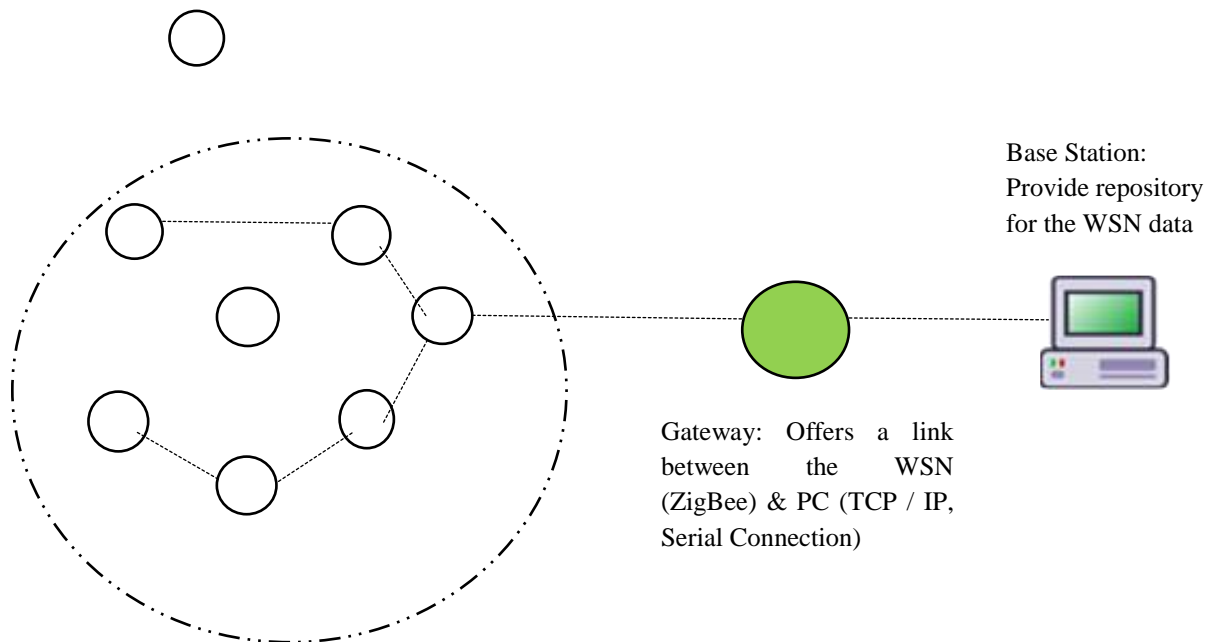 Base Station:
Provide repository
for the WSN data
Gateway: Offers a link
between the WSN
(ZigBee) & PC (TCP / IP,
Serial Connection)